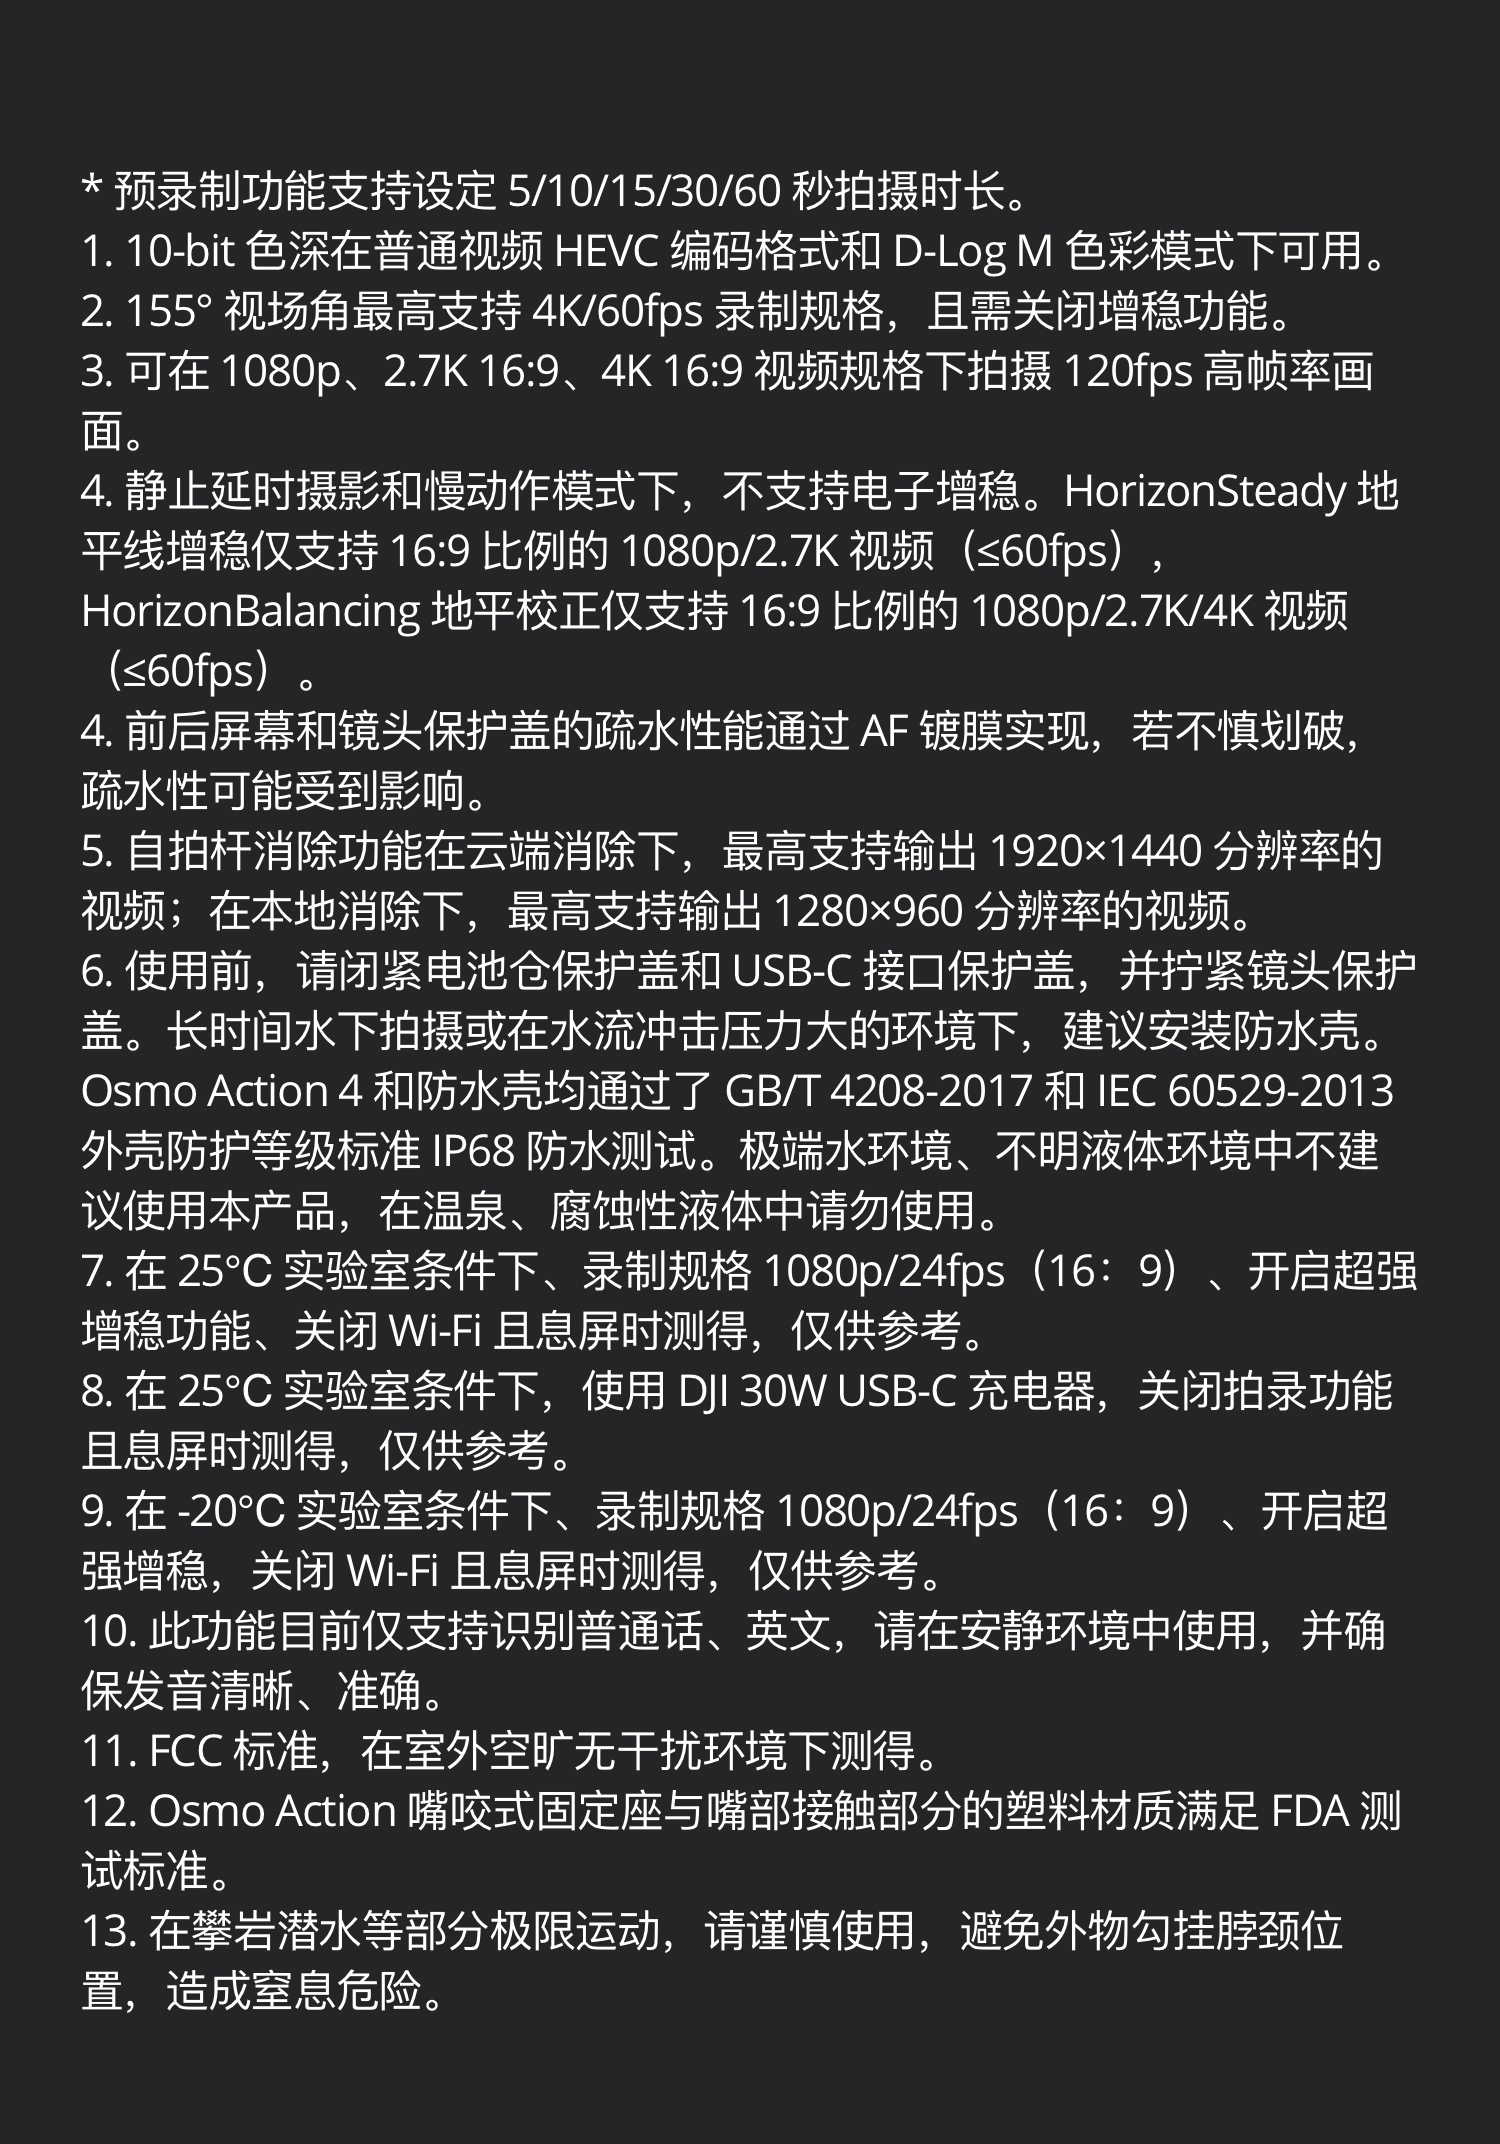 * 预录制功能支持设定 5/10/15/30/60 秒拍摄时长。
1. 10-bit 色深在普通视频 HEVC 编码格式和 D-Log M 色彩模式下可用。
2. 155° 视场角最高支持 4K/60fps 录制规格，且需关闭增稳功能。
3. 可在 1080p、2.7K 16:9、4K 16:9 视频规格下拍摄 120fps 高帧率画
面。
4. 静止延时摄影和慢动作模式下，不支持电子增稳。HorizonSteady 地
平线增稳仅支持 16:9 比例的 1080p/2.7K 视频（≤60fps），
HorizonBalancing 地平校正仅支持 16:9 比例的 1080p/2.7K/4K 视频
（≤60fps）。
4. 前后屏幕和镜头保护盖的疏水性能通过 AF 镀膜实现，若不慎划破，
疏水性可能受到影响。
5. 自拍杆消除功能在云端消除下，最高支持输出 1920×1440 分辨率的
视频；在本地消除下，最高支持输出 1280×960 分辨率的视频。
6. 使用前，请闭紧电池仓保护盖和 USB-C 接口保护盖，并拧紧镜头保护
盖。长时间水下拍摄或在水流冲击压力大的环境下，建议安装防水壳。
Osmo Action 4 和防水壳均通过了 GB/T 4208-2017 和 IEC 60529-2013
外壳防护等级标准 IP68 防水测试。极端水环境、不明液体环境中不建
议使用本产品，在温泉、腐蚀性液体中请勿使用。
7. 在 25℃ 实验室条件下、录制规格 1080p/24fps（16：9）、开启超强
增稳功能、关闭 Wi-Fi 且息屏时测得，仅供参考。
8. 在 25℃ 实验室条件下，使用 DJI 30W USB-C 充电器，关闭拍录功能
且息屏时测得，仅供参考。
9. 在 -20℃ 实验室条件下、录制规格 1080p/24fps（16：9）、开启超
强增稳，关闭 Wi-Fi 且息屏时测得，仅供参考。
10. 此功能目前仅支持识别普通话、英文，请在安静环境中使用，并确
保发音清晰、准确。
11. FCC 标准，在室外空旷无干扰环境下测得。
12. Osmo Action 嘴咬式固定座与嘴部接触部分的塑料材质满足 FDA 测
试标准。
13. 在攀岩潜水等部分极限运动，请谨慎使用，避免外物勾挂脖颈位
置，造成窒息危险。